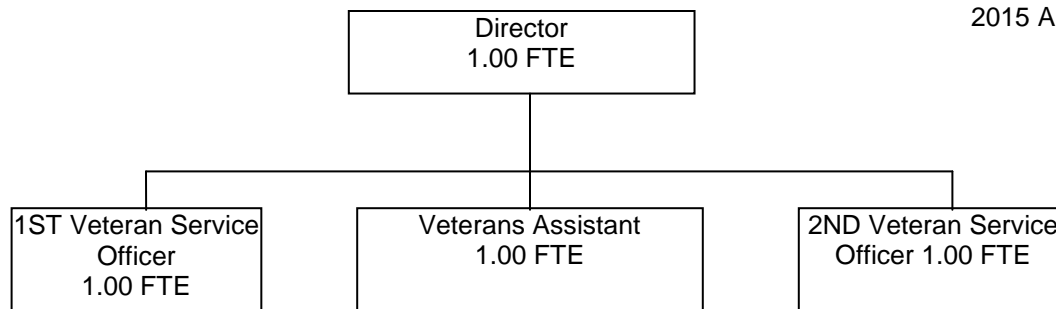 2015 A
Director
1.00 FTE
1ST Veteran Service
Officer
1.00 FTE
Veterans Assistant
1.00 FTE
2ND Veteran Service
Officer 1.00 FTE